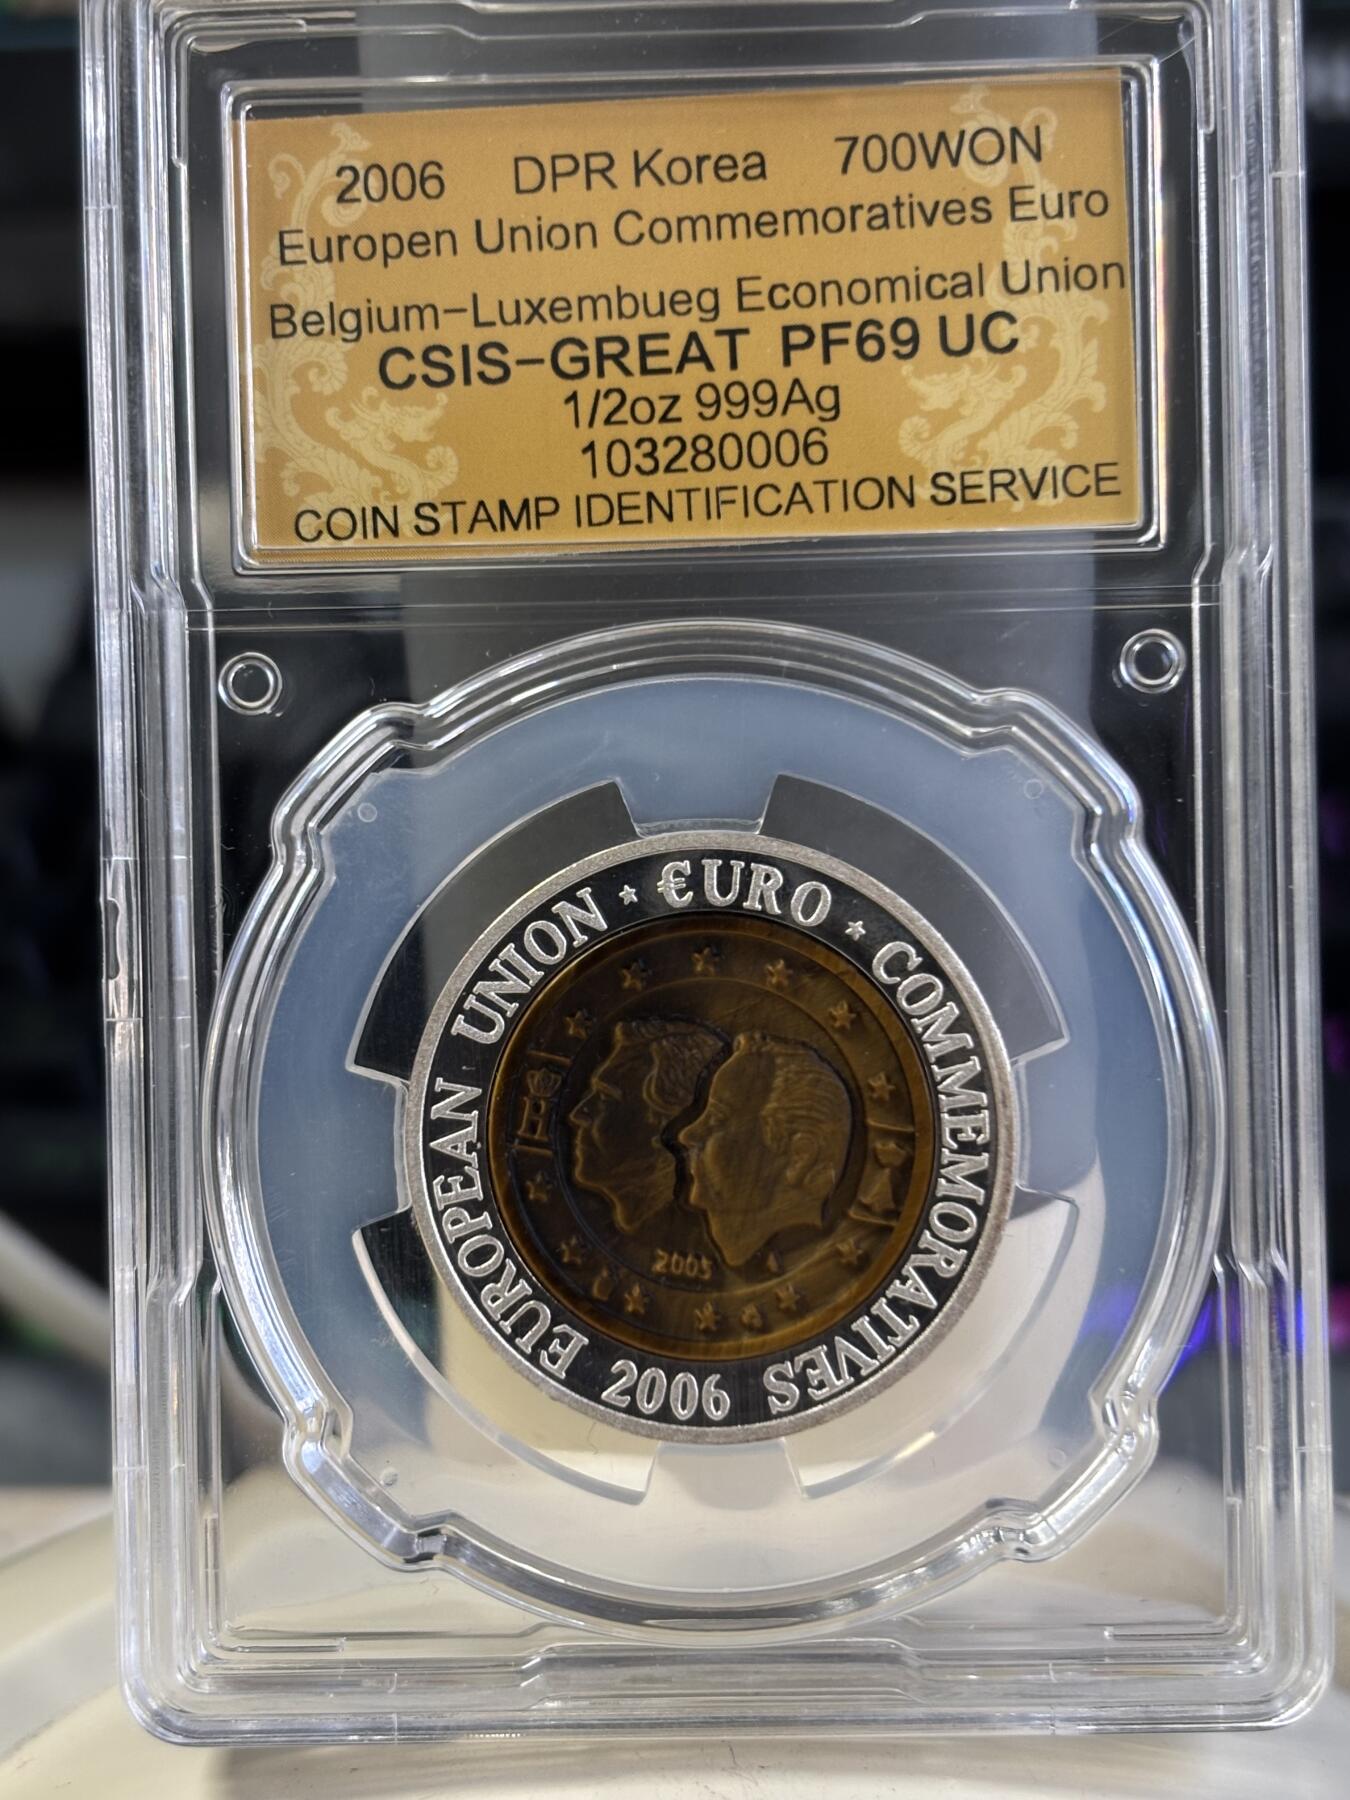 2006 DPR Korea 700WON
Europen Union Commemoratives Euro
Belgium-Luxembueg Economical Union
CSIS-GREAT PF69 UC
1/2oz 999Ag
103280006
COIN STAMP IDENTIFICATION SERVICE
EUROPEAN UNION ★ €URO ★ COMMEMORATIVES
2005
2006